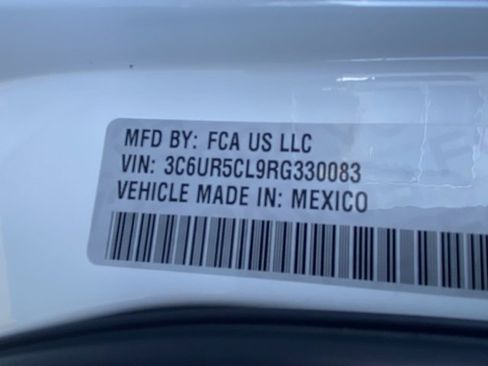 MFD BY: FCA US LLC
VIN: 3C6UR5CL9RG330083
VEHICLE MADE IN: MEXICO